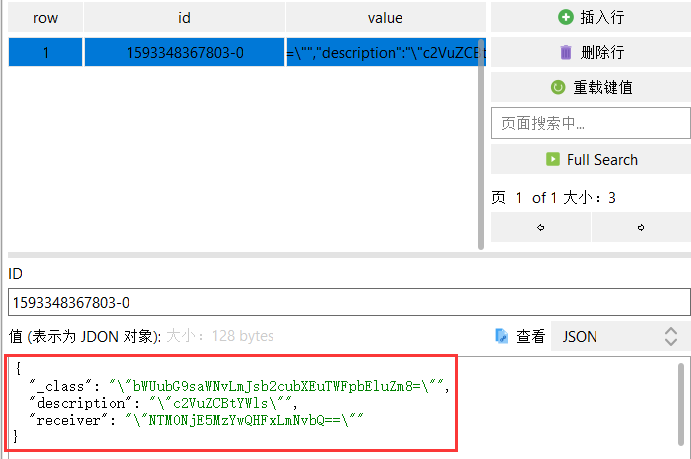 row id value
1 1593348367803-0 =\"","description":"\"c2VuZCBt
插入行
删除行
重载键值
页面搜索中...
Full Search
页 1 of 1 大小: 3
ID
1593348367803-0
值 (表示为 JDON 对象): 大小: 128 bytes 查看 JSON
{
"_class": "\"bWUubG9saWNvLmJsb2cubXEuTWFpbEluZm8=\"",
"description": "\"c2VuZCBtYWls\"",
"receiver": "\"NTM0NjE5MzYwQHFxLmNvbQ==\""
}